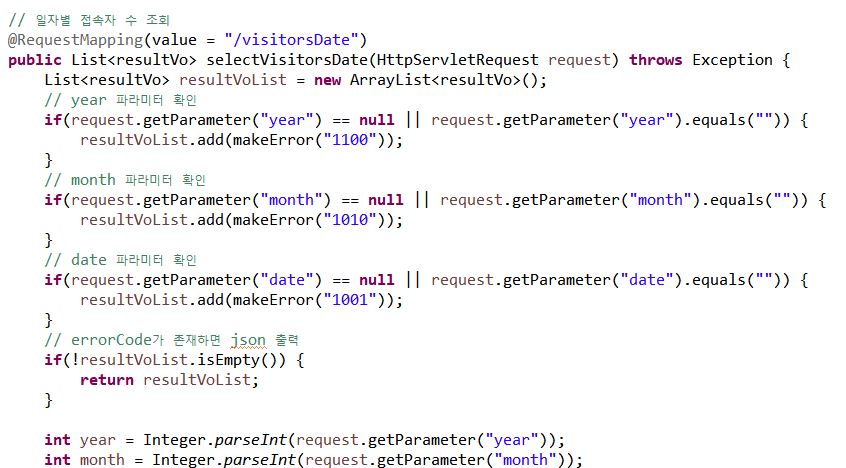 // 일자별 접속자 수 조회
@RequestMapping(value = "/visitorsDate")
public List<resultVo> selectVisitorsDate(HttpServletRequest request) throws Exception {
    List<resultVo> resultVoList = new ArrayList<resultVo>();
    // year 파라미터 확인
    if(request.getParameter("year") == null || request.getParameter("year").equals("")) {
        resultVoList.add(makeError("1100"));
    }
    // month 파라미터 확인
    if(request.getParameter("month") == null || request.getParameter("month").equals("")) {
        resultVoList.add(makeError("1010"));
    }
    // date 파라미터 확인
    if(request.getParameter("date") == null || request.getParameter("date").equals("")) {
        resultVoList.add(makeError("1001"));
    }
    // errorCode가 존재하면 json 출력
    if(!resultVoList.isEmpty()) {
        return resultVoList;
    }

    int year = Integer.parseInt(request.getParameter("year"));
    int month = Integer.parseInt(request.getParameter("month"));